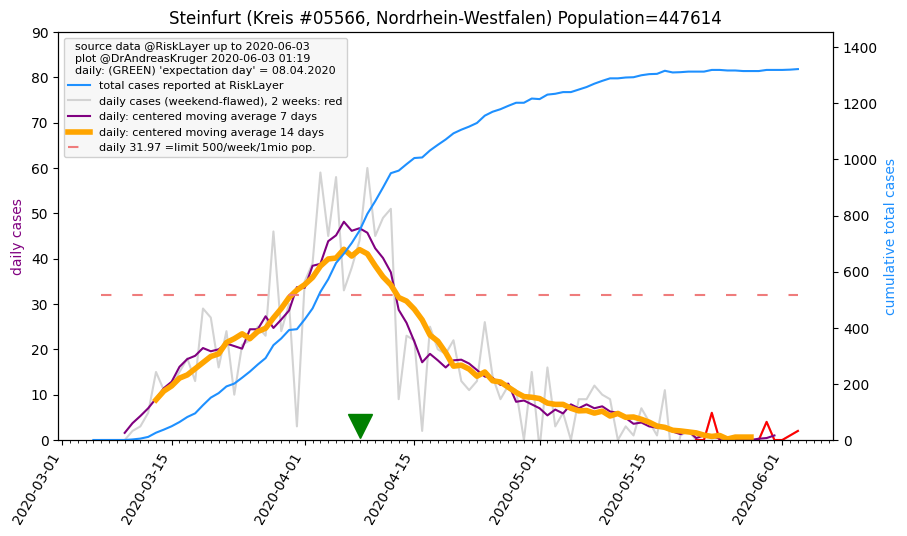 Steinfurt (Kreis #05566, Nordrhein-Westfalen) Population=447614
source data @RiskLayer up to 2020-06-03
plot @DrAndreasKruger 2020-06-03 01:19
daily: (GREEN) 'expectation day' = 08.04.2020
total cases reported at RiskLayer
daily cases (weekend-flawed), 2 weeks: red
daily: centered moving average 7 days
daily: centered moving average 14 days
daily 31.97 =limit 500/week/1mio pop.
daily cases
90
80
70
60
50
40
30
20
10
0
1400
1200
1000
800
600
400
200
0
cumulative total cases
2020-03-01
2020-03-15
2020-04-01
2020-04-15
2020-05-01
2020-05-15
2020-06-01